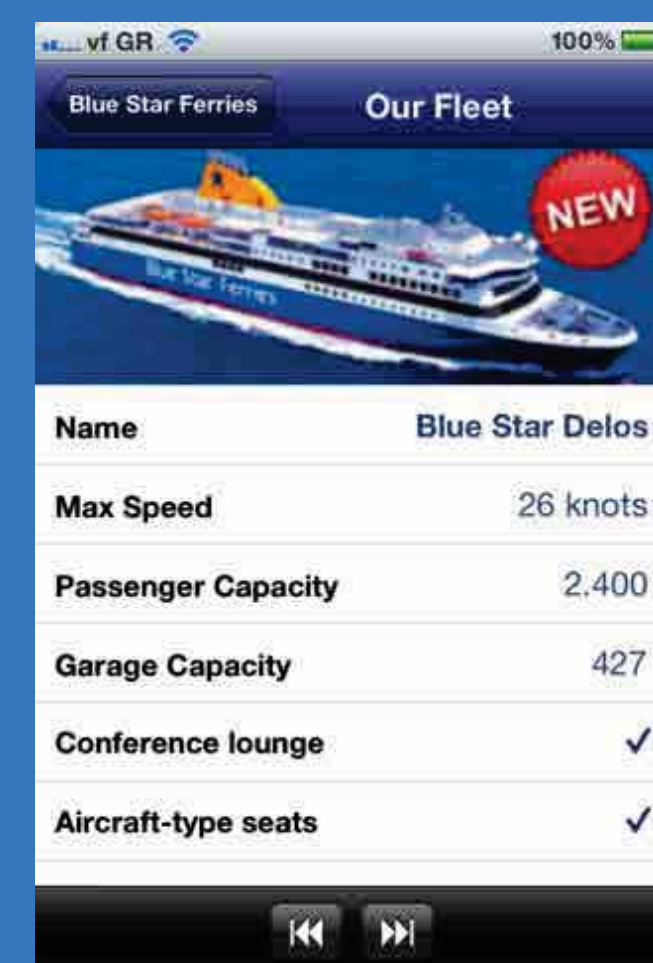 vf GR 100%
Blue Star Ferries Our Fleet
NEW
Blue Star Ferries
Name Blue Star Delos
Max Speed 26 knots
Passenger Capacity 2.400
Garage Capacity 427
Conference lounge ✓
Aircraft-type seats ✓